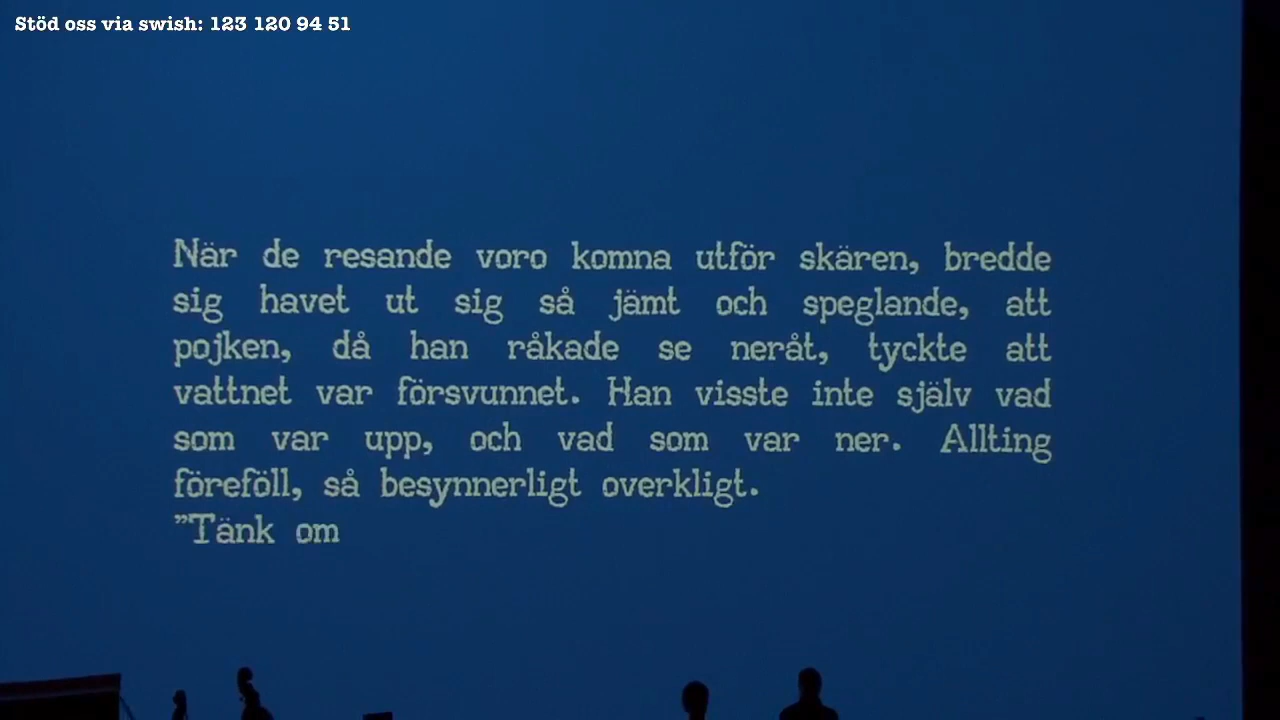 Stöd oss via swish: 123 120 94 51
När de resande voro komna utför skären, bredde
sig havet ut sig så jämt och speglande, att
pojken, då han råkade se neråt, tyckte att
vattnet var försvunnet. Han visste inte själv vad
som var upp, och vad som var ner. Allting
föreföll, så besynnerligt overkligt.
”Tänk om